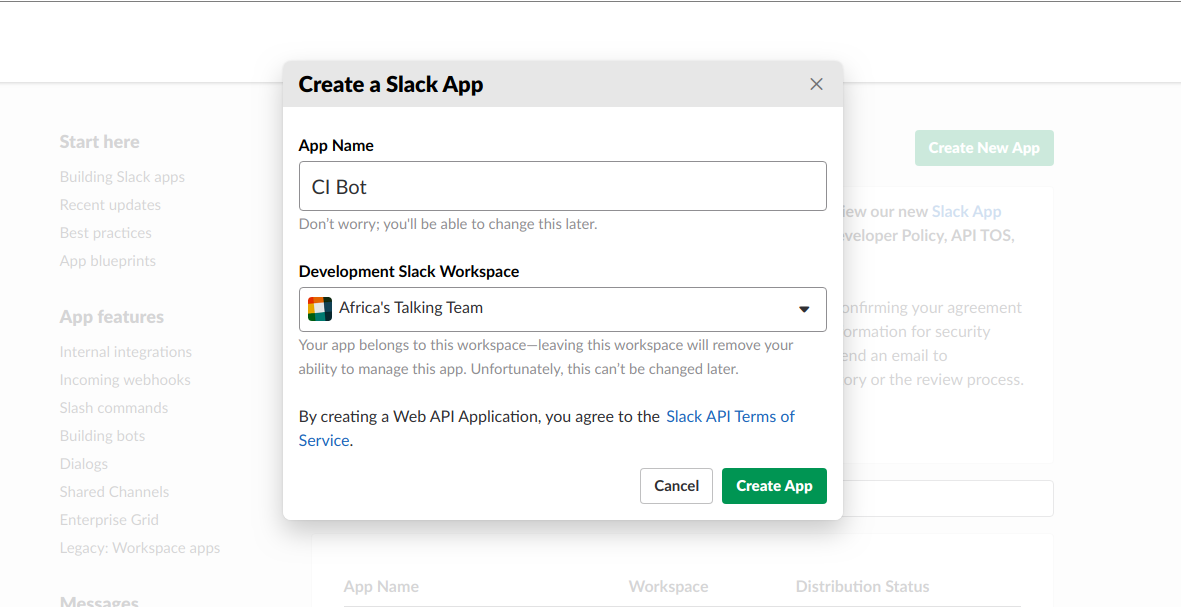 Create a Slack App
App Name
CI Bot
Don't worry; you'll be able to change this later.
Development Slack Workspace
Africa's Talking Team
Your app belongs to this workspace—leaving this workspace will remove your
ability to manage this app. Unfortunately, this can't be changed later.
By creating a Web API Application, you agree to the Slack API Terms of
Service.
Cancel
Create App
Start here
Building Slack apps
Recent updates
Best practices
App blueprints
App features
Internal integrations
Incoming webhooks
Slash commands
Building bots
Dialogs
Shared Channels
Enterprise Grid
Legacy: Workspace apps
Messages
Create New App
iew our new Slack App
eveloper Policy, API TOS,
onfirming your agreement
ormation for security
end an email to
ory or the review process.
App Name
Workspace
Distribution Status